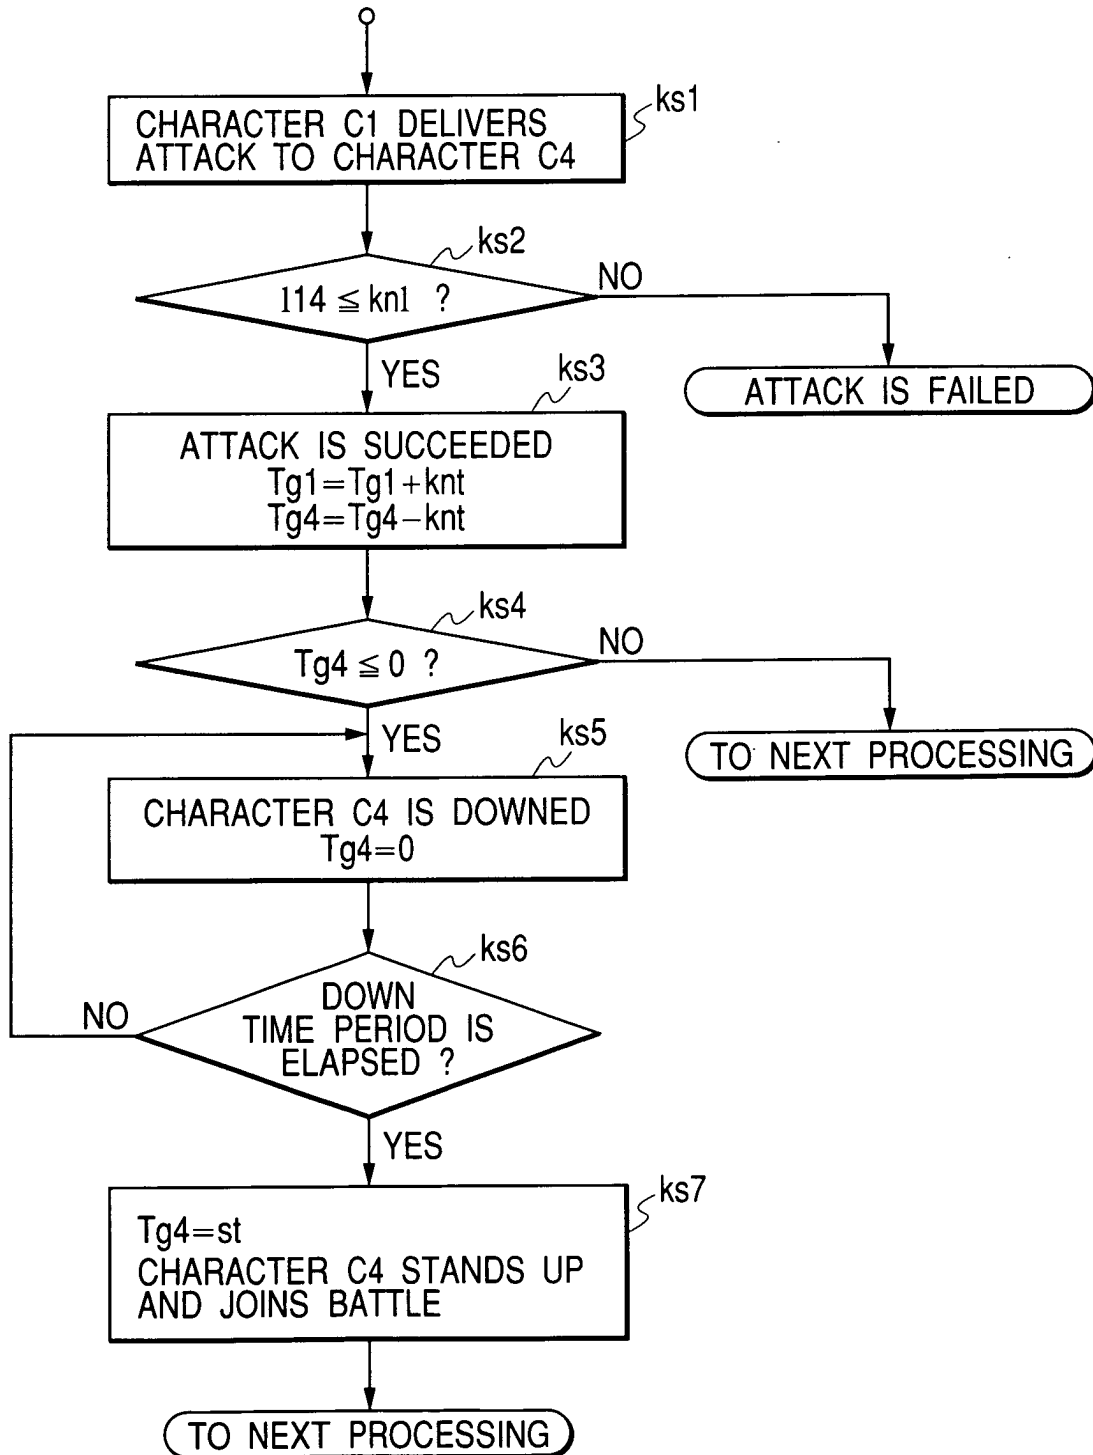 ks1
CHARACTER C1 DELIVERS
ATTACK TO CHARACTER C4
ks2
l14 ≦ knl ?
NO
YES
ATTACK IS FAILED
ks3
ATTACK IS SUCCEEDED
Tg1=Tg1+knt
Tg4=Tg4−knt
ks4
Tg4 ≦ 0 ?
NO
YES
TO NEXT PROCESSING
ks5
CHARACTER C4 IS DOWNED
Tg4=0
ks6
DOWN
TIME PERIOD IS
ELAPSED ?
NO
YES
ks7
Tg4=st
CHARACTER C4 STANDS UP
AND JOINS BATTLE
TO NEXT PROCESSING